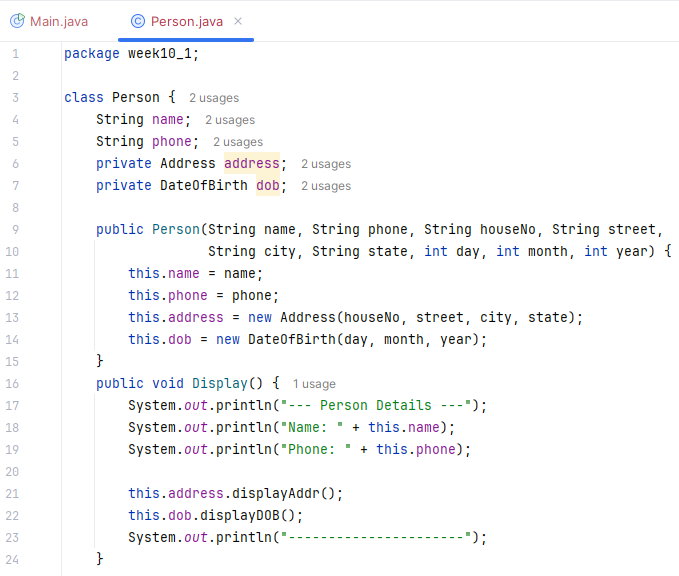 Main.java Person.java ×
1 package week10_1;
2
3 class Person { 2 usages
4 String name; 2 usages
5 String phone; 2 usages
6 private Address address; 2 usages
7 private DateOfBirth dob; 2 usages
8
9 public Person(String name, String phone, String houseNo, String street,
10 String city, String state, int day, int month, int year) {
11 this.name = name;
12 this.phone = phone;
13 this.address = new Address(houseNo, street, city, state);
14 this.dob = new DateOfBirth(day, month, year);
15 }
16 public void Display() { 1 usage
17 System.out.println("--- Person Details ---");
18 System.out.println("Name: " + this.name);
19 System.out.println("Phone: " + this.phone);
20
21 this.address.displayAddr();
22 this.dob.displayDOB();
23 System.out.println("----------------------");
24 }